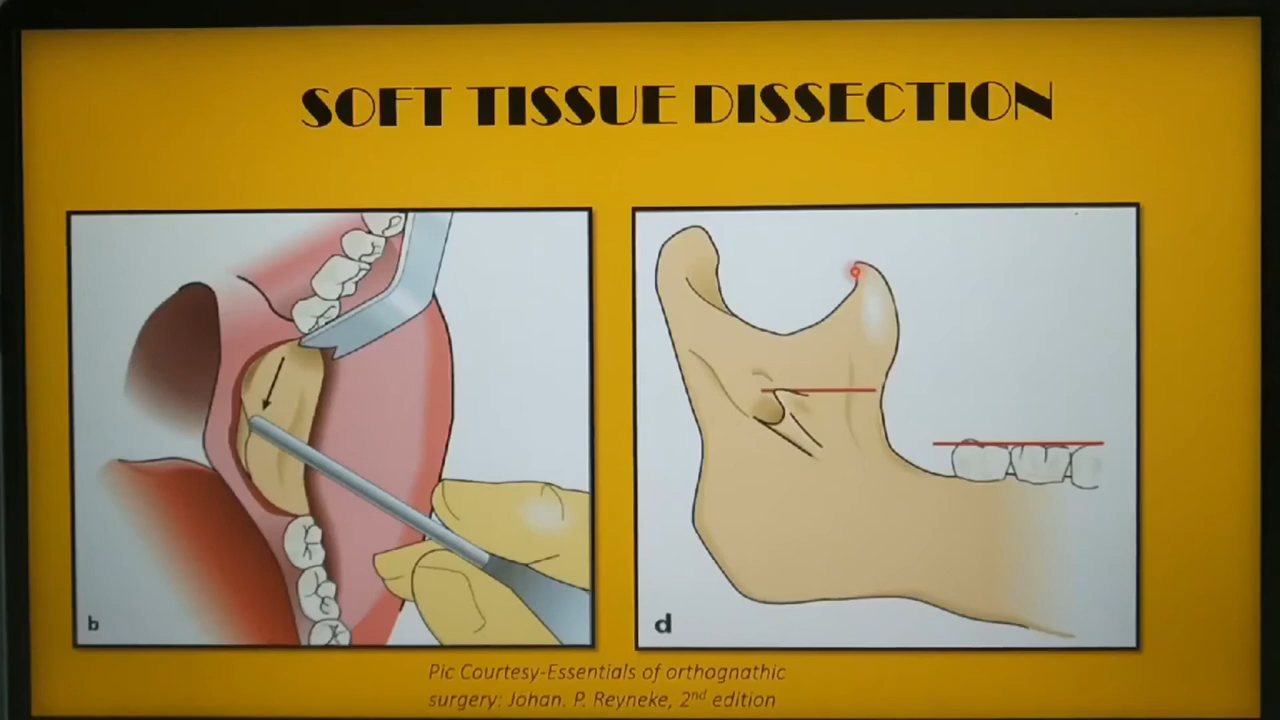 SOFT TISSUE DISSECTION
b
d
Pic Courtesy-Essentials of orthognathic
surgery: Johan. P. Reyneke, 2nd edition